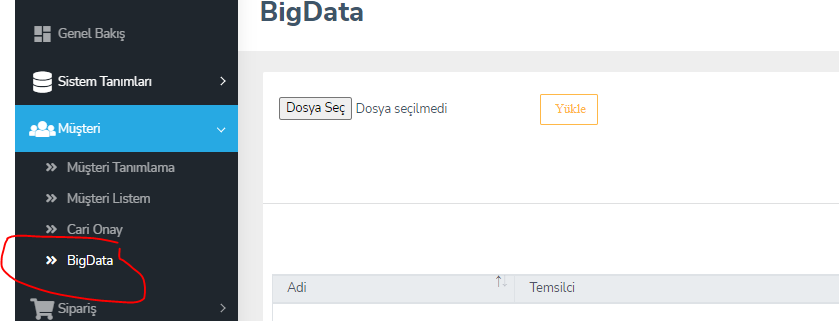 BigData
Genel Bakış
Sistem Tanımları
Müşteri
Müşteri Tanımlama
Müşteri Listem
Cari Onay
BigData
Sipariş
Dosya Seç Dosya seçilmedi Yükle
Adi Temsilci